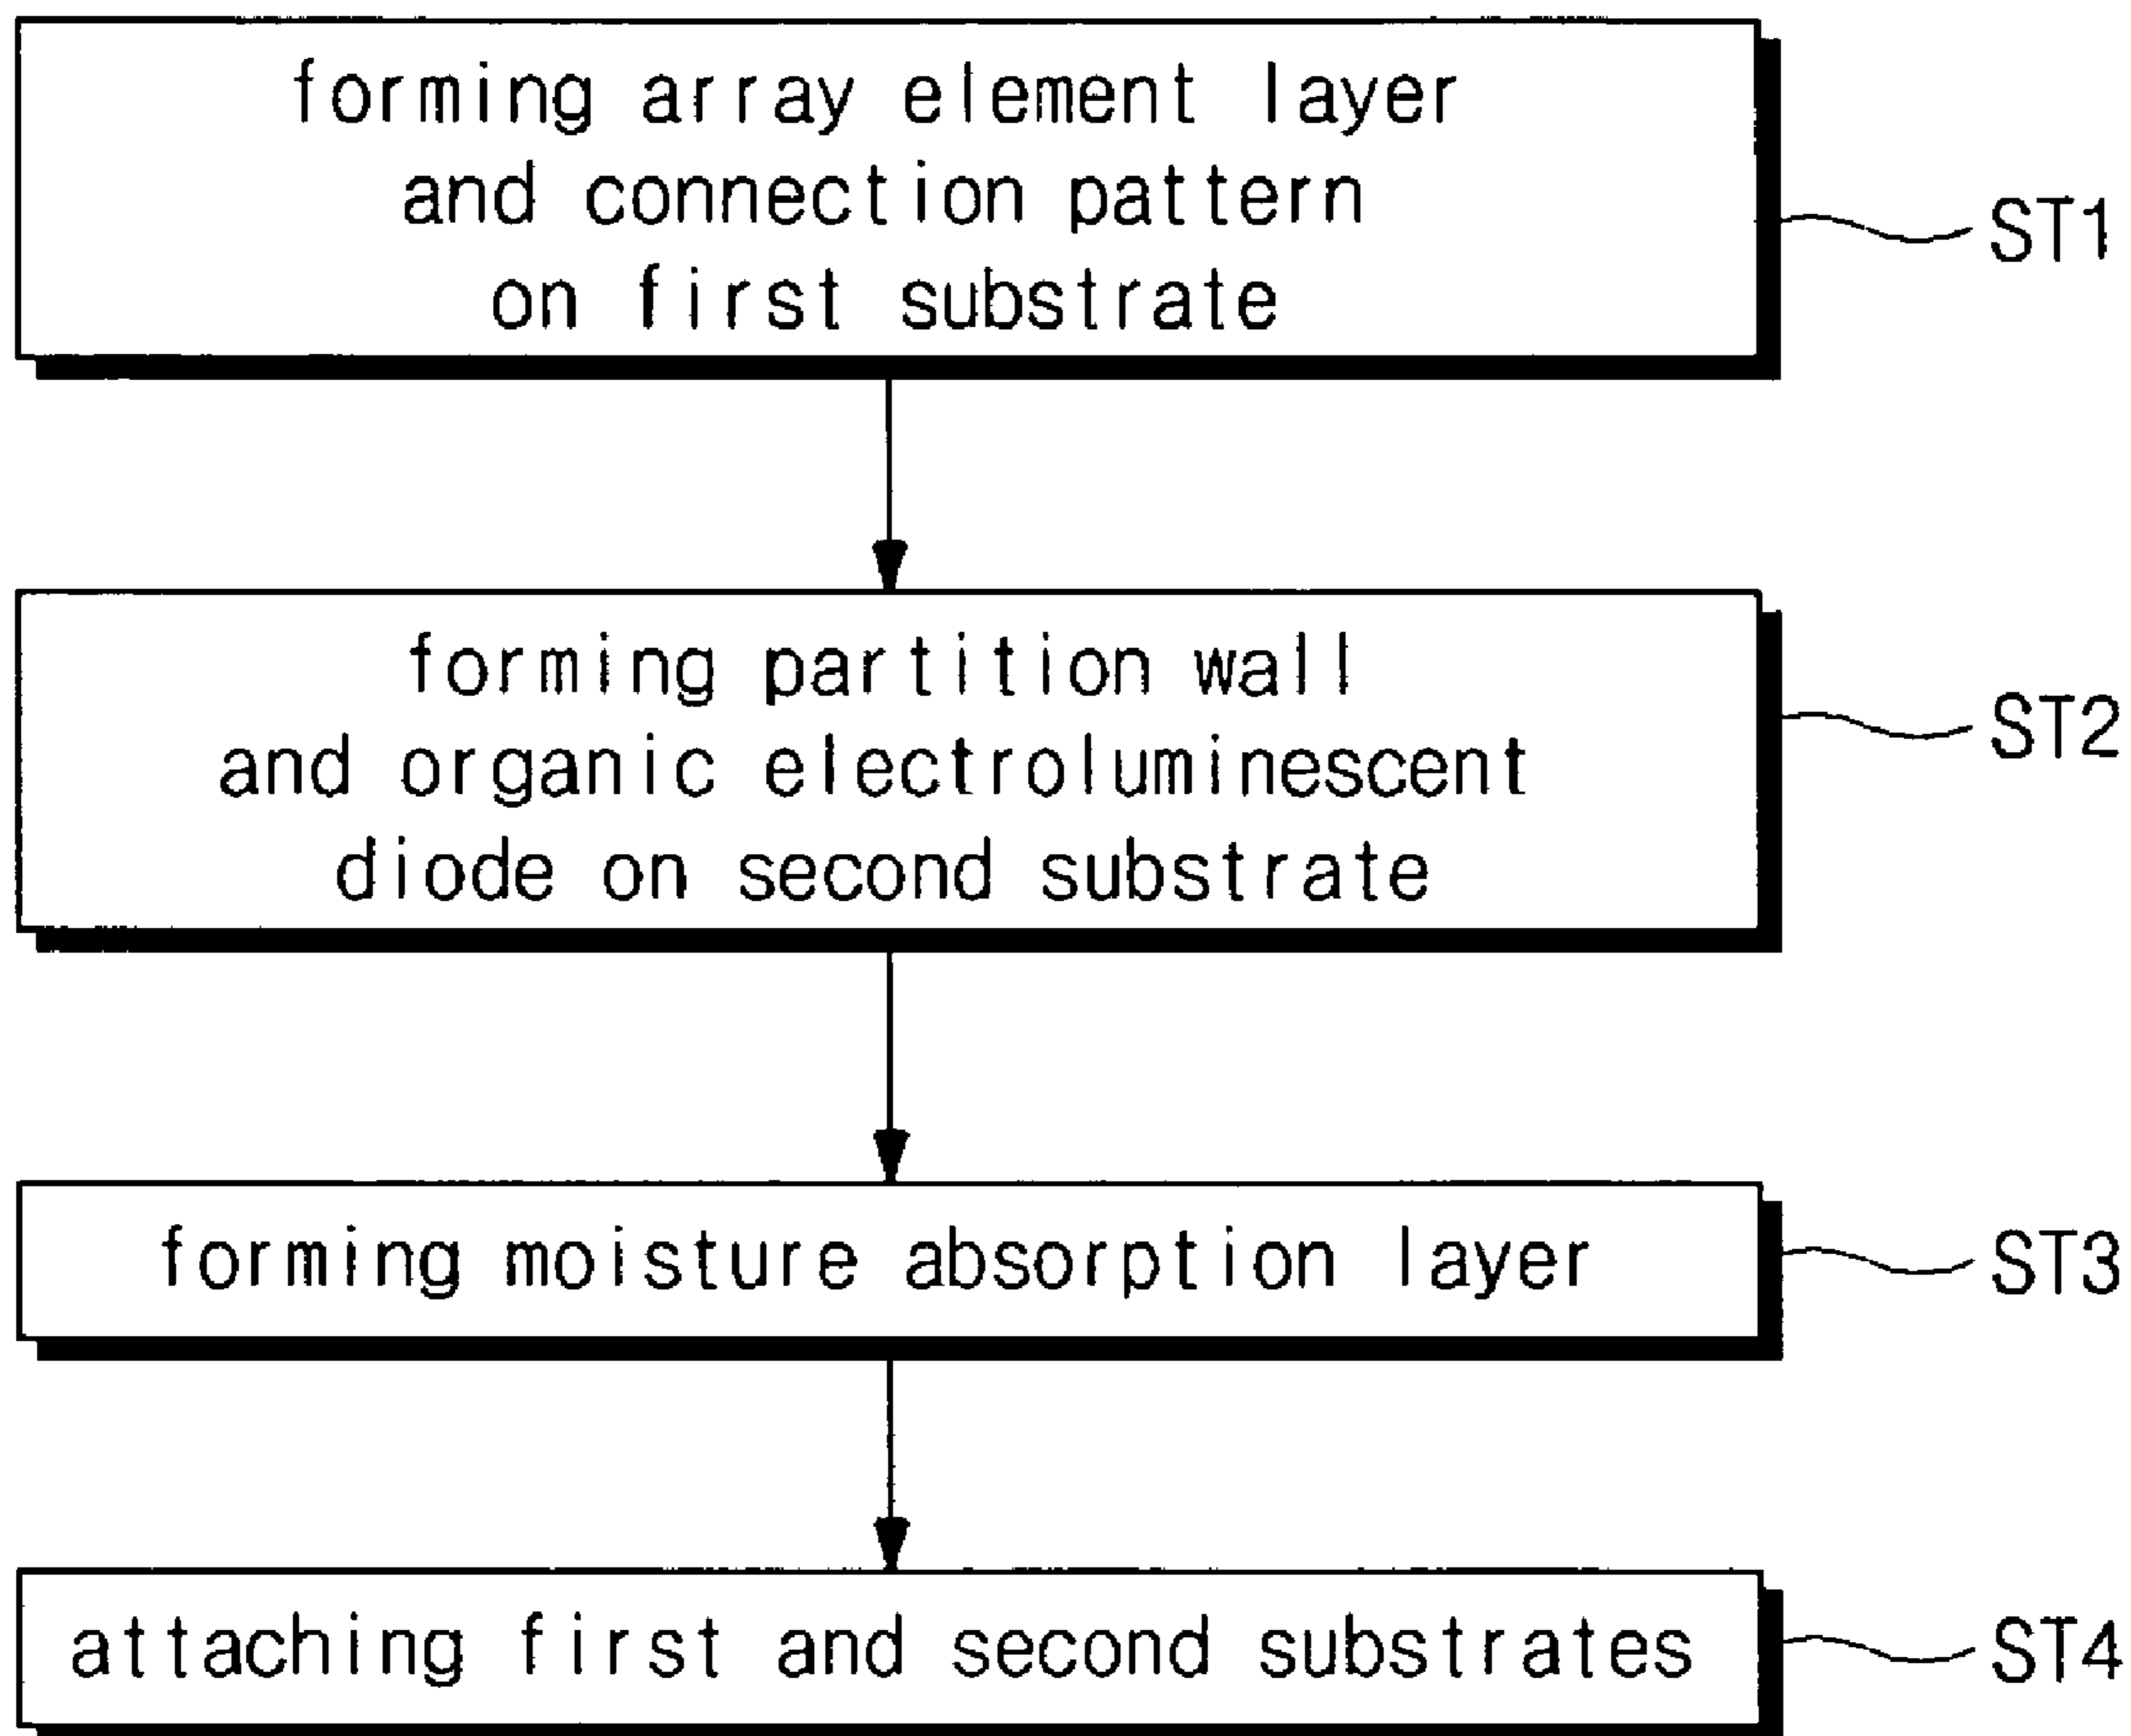 forming array element layer
and connection pattern
on first substrate
ST1
forming partition wall
and organic electroluminescent
diode on second substrate
ST2
forming moisture absorption layer
ST3
attaching first and second substrates
ST4